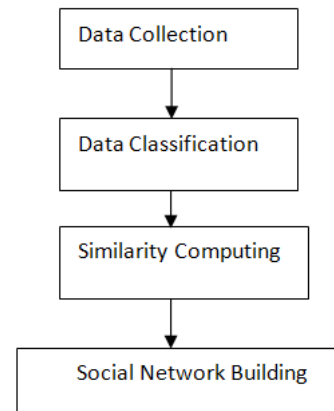 Data Collection
Data Classification
Similarity Computing
Social Network Building